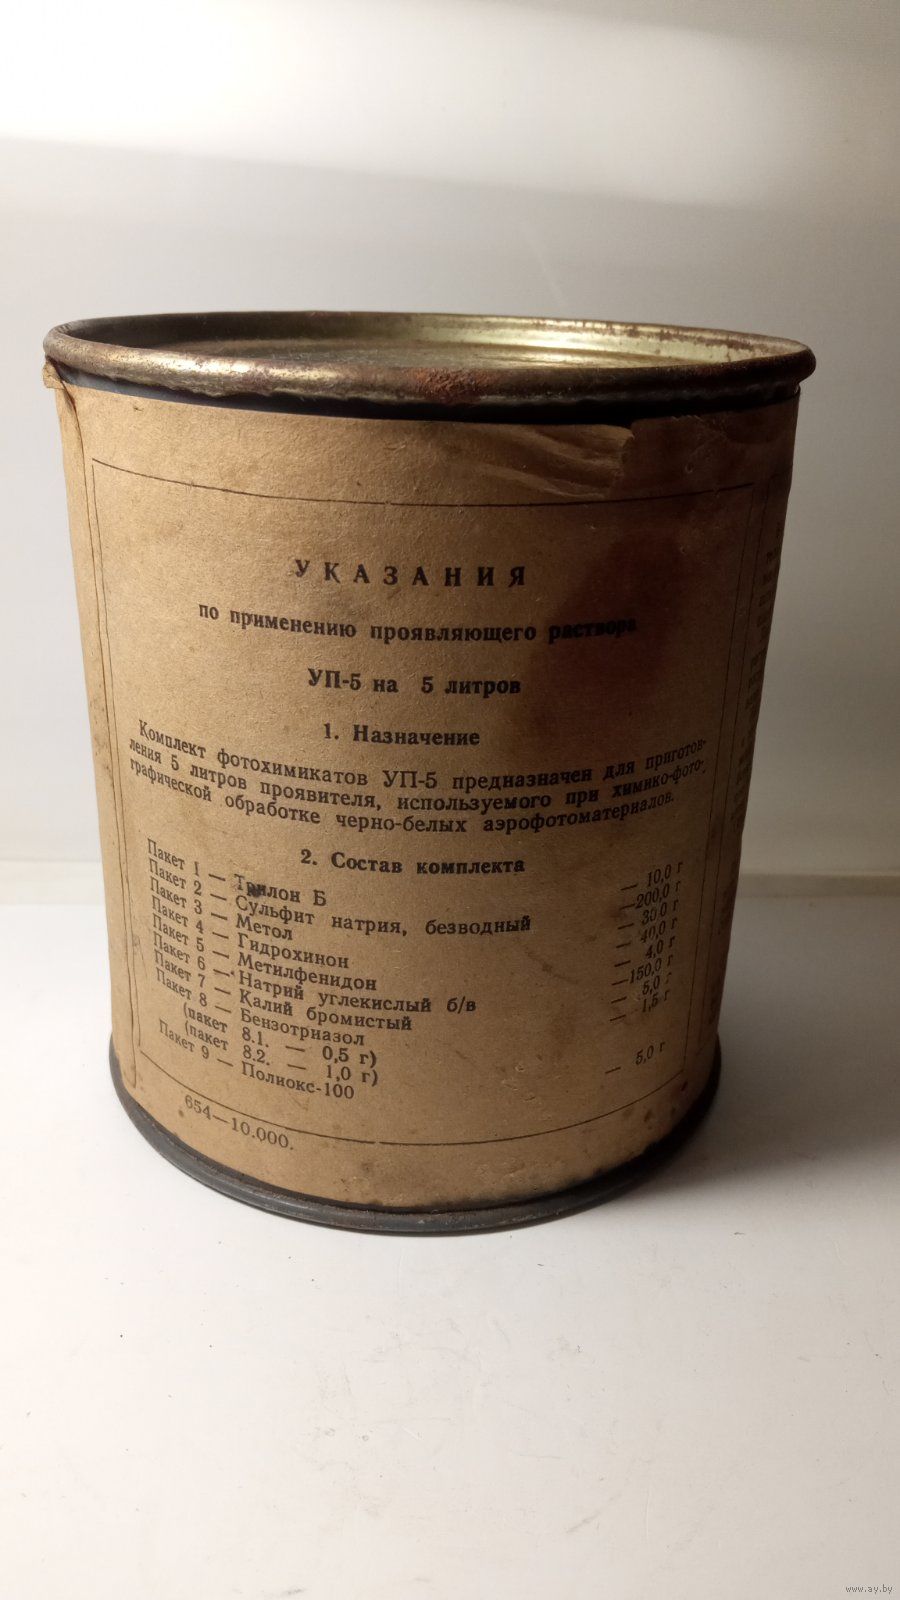 УКАЗАНИЯ
по применению проявляющего раствора
УП-5 на 5 литров
1. Назначение
Комплект фотохимикатов УП-5 предназначен для приготов-
ления 5 литров проявителя, используемого при химико-фото-
графической обработке черно-белых аэрофотоматериалов.
2. Состав комплекта
Пакет 1 — Трилон Б — 10,0 г
Пакет 2 — Сульфит натрия, безводный —200,0 г
Пакет 3 — Метол — 30,0 г
Пакет 4 — Гидрохинон — 40,0 г
Пакет 5 — Метилфенидон — 4,0 г
Пакет 6 — Натрий углекислый б/в —150,0 г
Пакет 7 — Калий бромистый — 5,0 г
Пакет 8 — Бензотриазол — 1,5 г
(пакет 8.1. — 0,5 г)
(пакет 8.2. — 1,0 г)
Пакет 9 — Полиокс-100 — 5,0 г
654—10.000.
www.ay.by